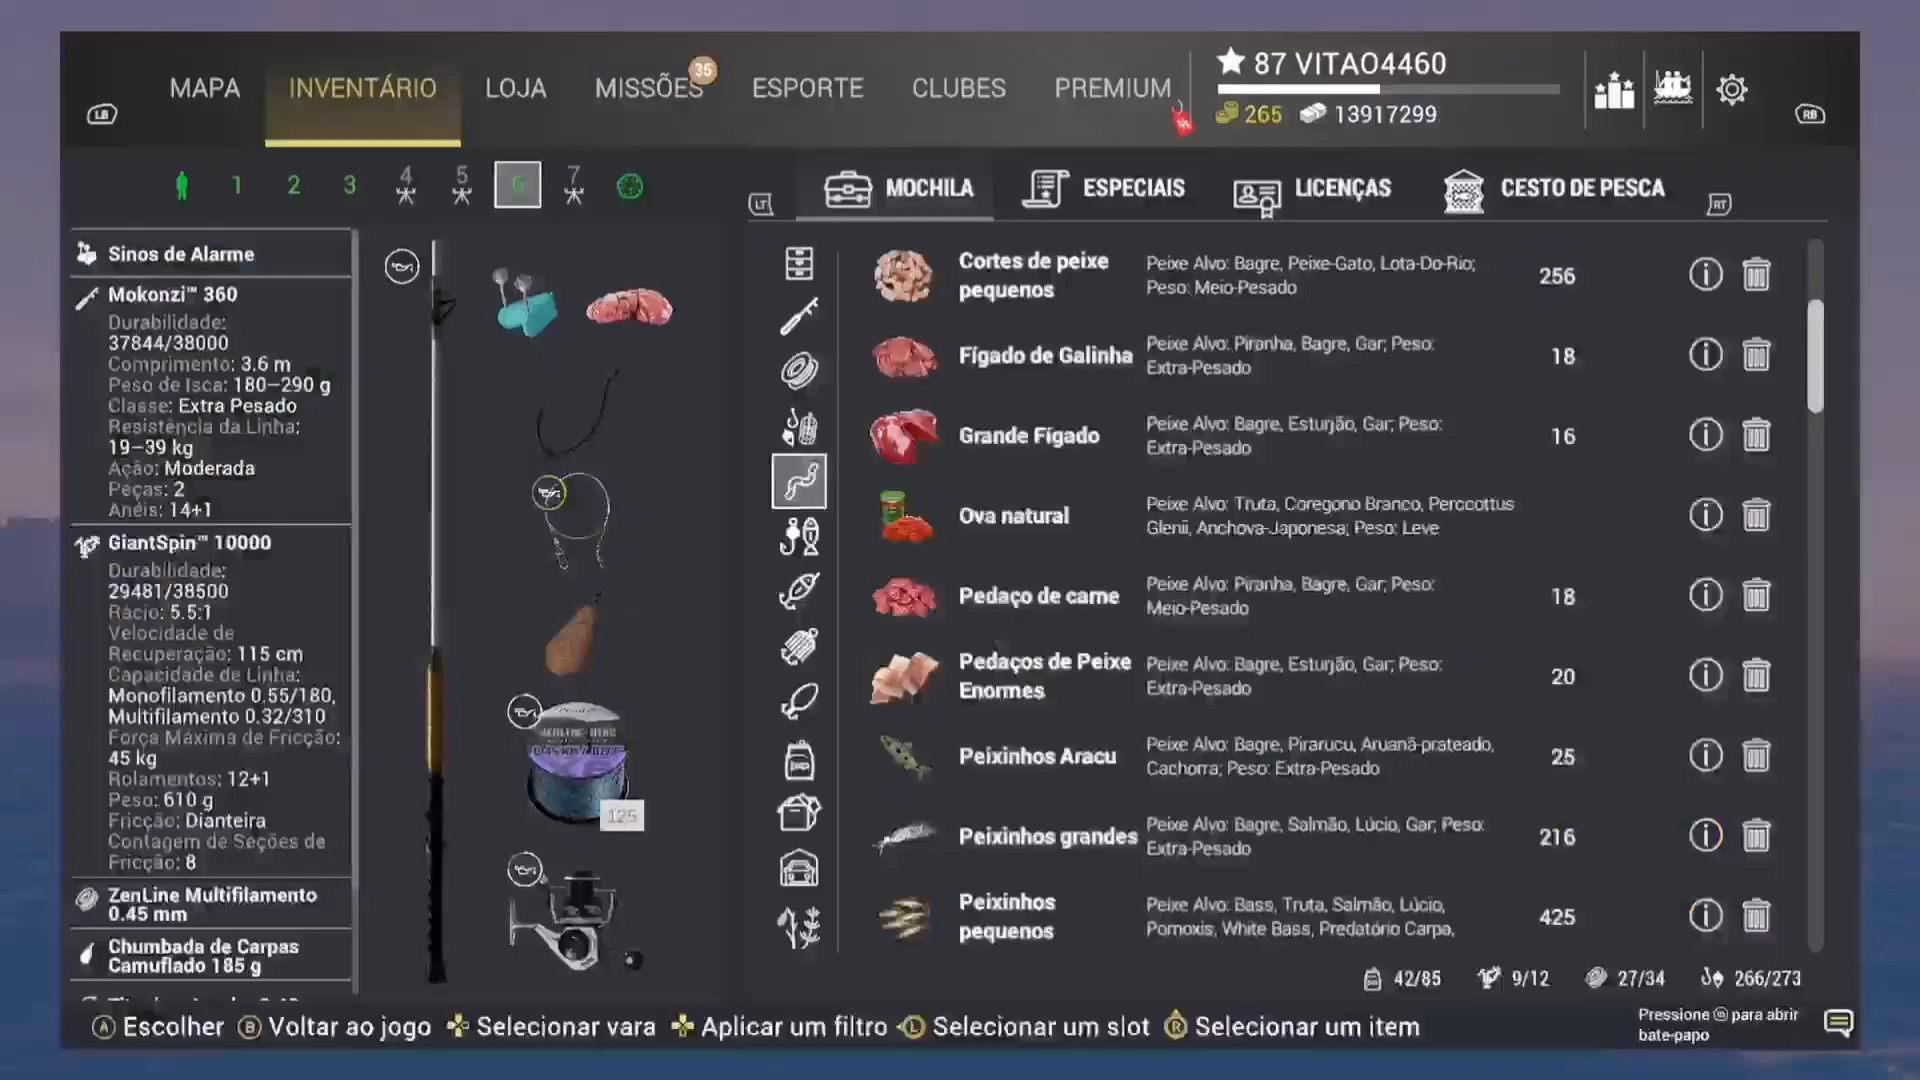 LB
MAPA
INVENTÁRIO
LOJA
MISSÕES
35
ESPORTE
CLUBES
PREMIUM
87 VITAO4460
265
13917299
RB
1
2
3
4
5
6
7
LT
MOCHILA
ESPECIAIS
LICENÇAS
CESTO DE PESCA
RT
Sinos de Alarme
Mokonzi™ 360
Durabilidade:
37844/38000
Comprimento: 3.6 m
Peso de Isca: 180–290 g
Classe: Extra Pesado
Resistência da Linha:
19–39 kg
Ação: Moderada
Peças: 2
Anéis: 14+1
GiantSpin™ 10000
Durabilidade:
29481/38500
Rácio: 5.5:1
Velocidade de
Recuperação: 115 cm
Capacidade de Linha:
Monofilamento 0.55/180,
Multifilamento 0.32/310
Força Máxima de Fricção:
45 kg
Rolamentos: 12+1
Peso: 610 g
Fricção: Dianteira
Contagem de Seções de
Fricção: 8
ZenLine Multifilamento
0.45 mm
Chumbada de Carpas
Camuflado 185 g
125
Cortes de peixe
pequenos
Peixe Alvo: Bagre, Peixe-Gato, Lota-Do-Rio;
Peso: Meio-Pesado
256
Fígado de Galinha
Peixe Alvo: Piranha, Bagre, Gar; Peso:
Extra-Pesado
18
Grande Fígado
Peixe Alvo: Bagre, Esturjão, Gar; Peso:
Extra-Pesado
16
Ova natural
Peixe Alvo: Truta, Coregono Branco, Perccottus
Glenii, Anchova-Japonesa; Peso: Leve
Pedaço de carne
Peixe Alvo: Piranha, Bagre, Gar; Peso:
Meio-Pesado
18
Pedaços de Peixe
Enormes
Peixe Alvo: Bagre, Esturjão, Gar; Peso:
Extra-Pesado
20
Peixinhos Aracu
Peixe Alvo: Bagre, Pirarucu, Aruanã-prateado,
Cachorra; Peso: Extra-Pesado
25
Peixinhos grandes
Peixe Alvo: Bagre, Salmão, Lúcio, Gar; Peso:
Extra-Pesado
216
Peixinhos
pequenos
Peixe Alvo: Bass, Truta, Salmão, Lúcio,
Pomoxis, White Bass, Predatório Carpa,
425
42/85
9/12
27/34
266/273
A Escolher
B Voltar ao jogo
Selecionar vara
Aplicar um filtro
L Selecionar um slot
R Selecionar um item
Pressione R para abrir
bate-papo